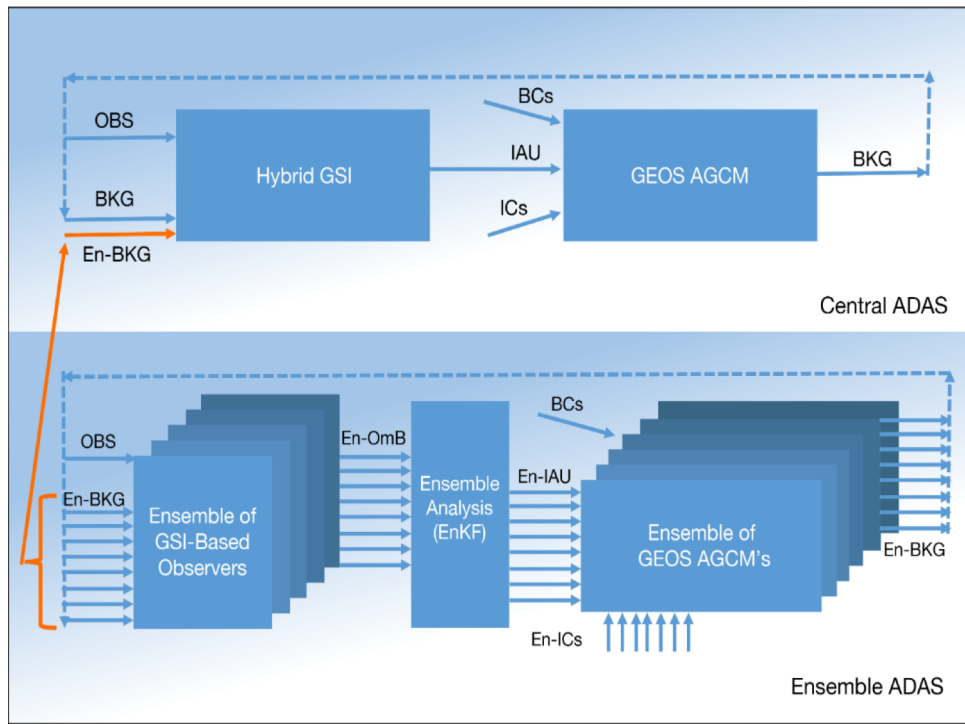 BCs
OBS
IAU
Hybrid GSI
GEOS AGCM
BKG
BKG
ICs
En-BKG
Central ADAS
BCs
OBS
En-OmB
En-IAU
En-BKG
Ensemble
Analysis
(EnKF)
Ensemble of
GSI-Based
Observers
Ensemble of
GEOS AGCM's
En-BKG
En-ICs
Ensemble ADAS